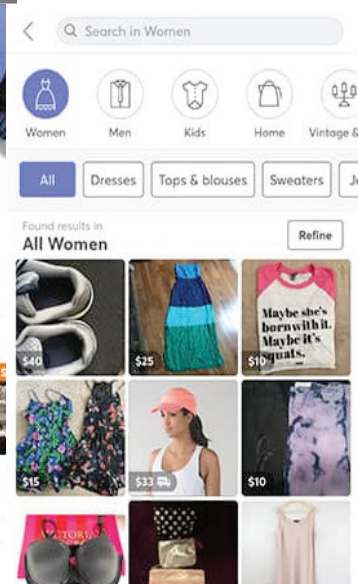 Search in Women
Women Men Kids Home Vintage &
All Dresses Tops & blouses Sweaters
Found results in
All Women
Refine
$40 $25 $10
Maybe she's
born with it.
Maybe it's
squats.
$15 $33 $10
VICTORIA